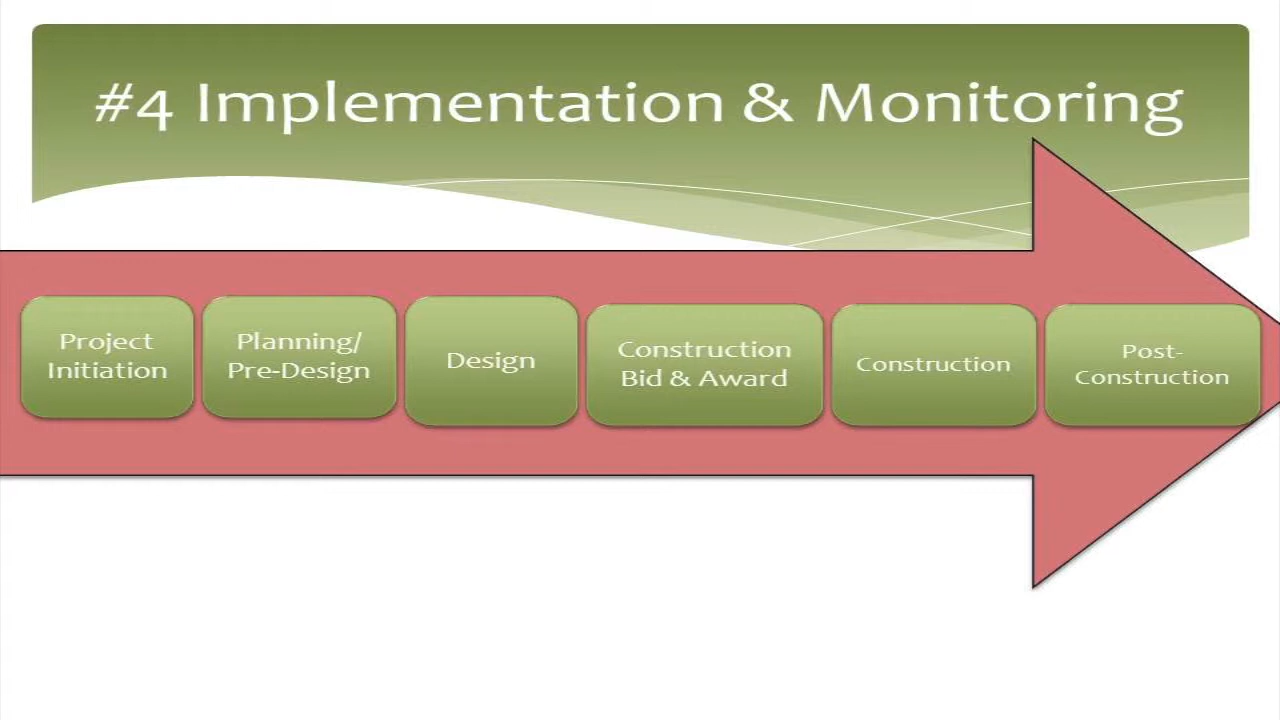 #4 Implementation & Monitoring
Project
Initiation
Planning/
Pre-Design
Design
Construction
Bid & Award
Construction
Post-
Construction